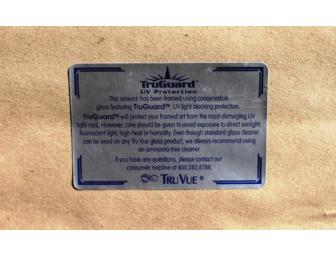 TruGuard™
UV Protection
This artwork has been framed using conservation
glass featuring TruGuard™, UV light blocking protection.
TruGuard™ will protect your framed art from the most damaging UV
light rays. However, care should be given to avoid exposure to direct sunlight,
fluorescent light, high heat or humidity. Even though standard glass cleaner
can be used on any Tru Vue glass product, we always recommend using
an ammonia-free cleaner.
If you have any questions, please contact our
consumer helpline at 800.282.8788.
TRU VUE®